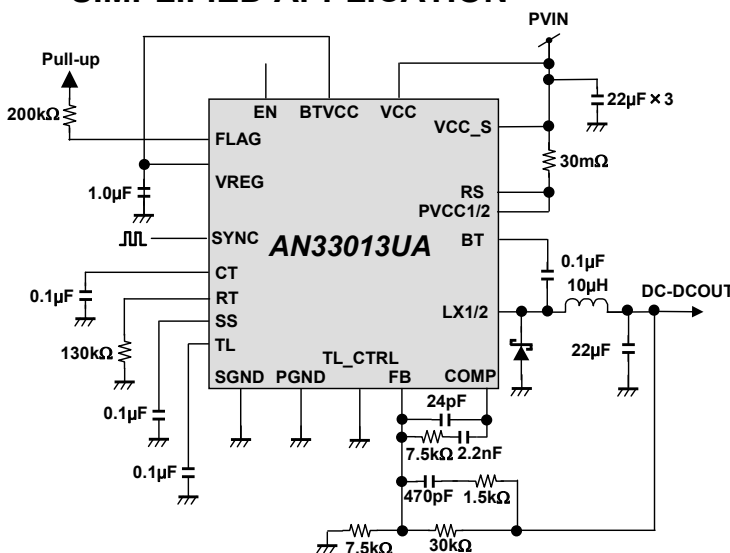 SIMPLIFIED APPLICATION
PVIN
Pull-up
200kΩ
EN BTVCC VCC
22µF × 3
VCC_S
FLAG
30mΩ
VREG
RS
1.0µF
PVCC1/2
SYNC
AN33013UA
BT
CT
0.1µF
10µH
DC-DCOUT
0.1µF
RT
LX1/2
SS
130kΩ
TL
22µF
TL_CTRL
SGND PGND FB COMP
24pF
0.1µF
7.5kΩ 2.2nF
0.1µF
470pF 1.5kΩ
7.5kΩ 30kΩ